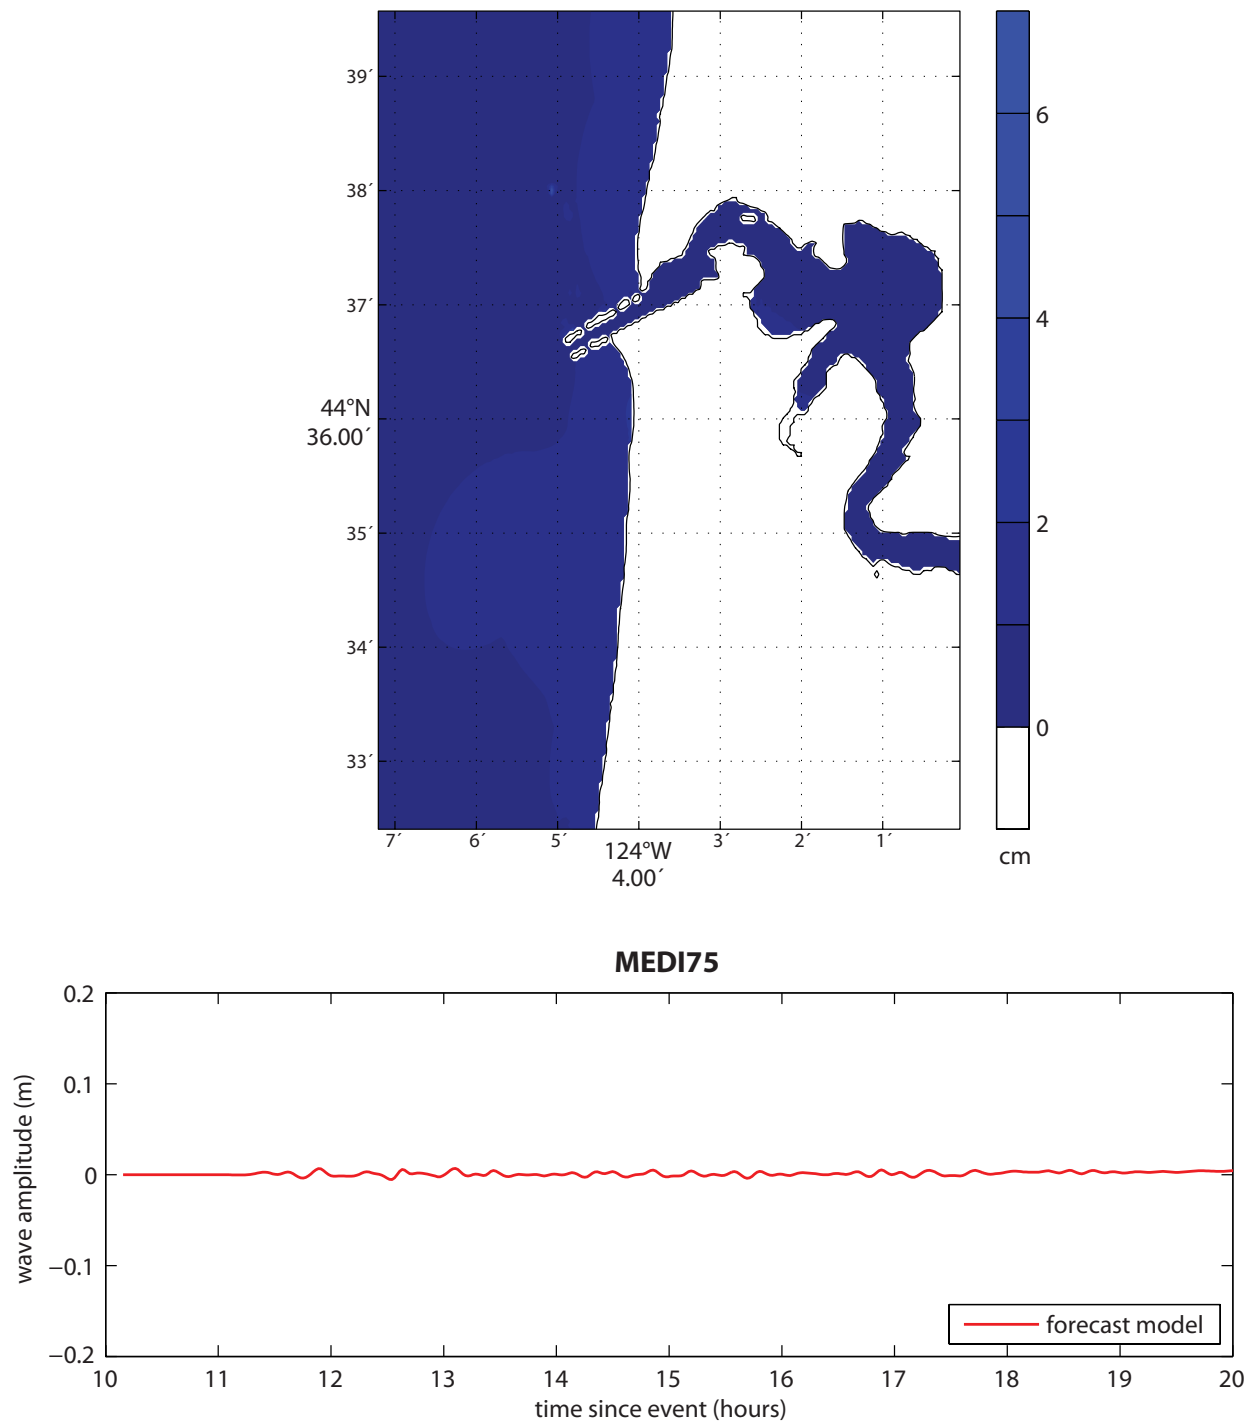 39′
38′
37′
44°N
36.00′
35′
34′
33′
7′ 6′ 5′ 124°W 3′ 2′ 1′
4.00′
6
4
2
0
cm
MEDI75
wave amplitude (m)
0.2
0.1
0
−0.1
−0.2
forecast model
10 11 12 13 14 15 16 17 18 19 20
time since event (hours)